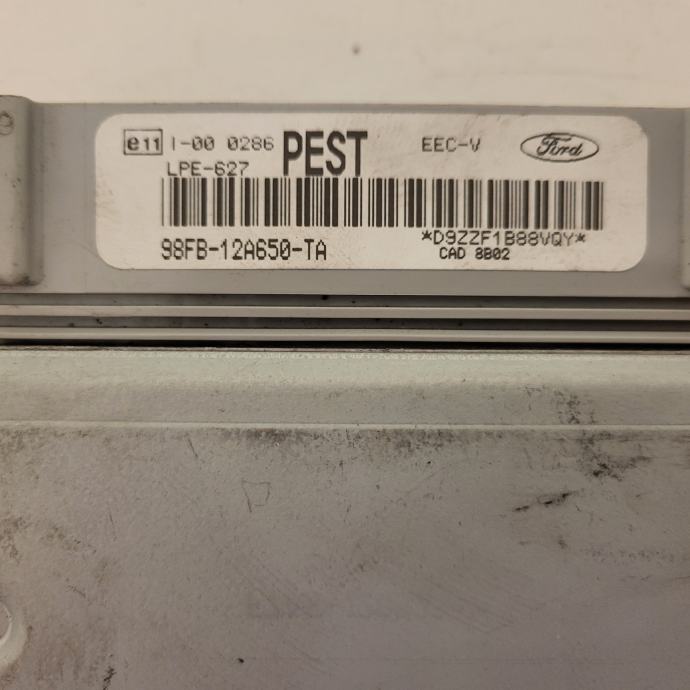 e11 I-00 0286 PEST EEC-V Ford
LPE-627
*D9ZZF1B88VQY*
98FB-12A650-TA CAD 8B02